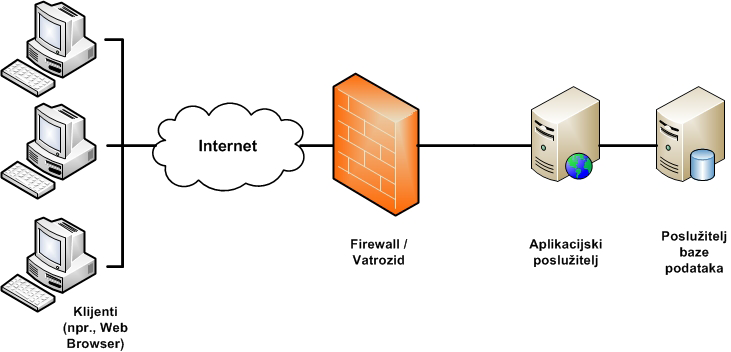 Internet
Firewall /
Vatrozid
Aplikacijski
poslužitelj
Poslužitelj
baze
podataka
Klijenti
(npr., Web
Browser)